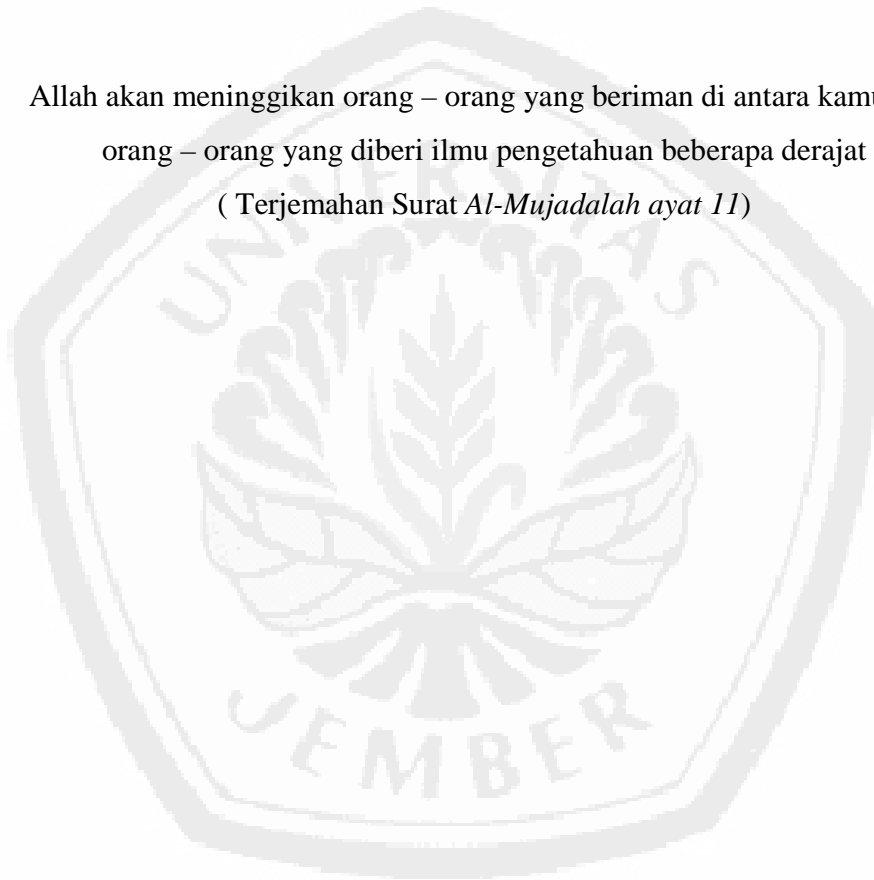 Allah akan meninggikan orang – orang yang beriman di antara kamu
orang – orang yang diberi ilmu pengetahuan beberapa derajat
( Terjemahan Surat Al-Mujadalah ayat 11)
UNIVERSITAS
JEMBER